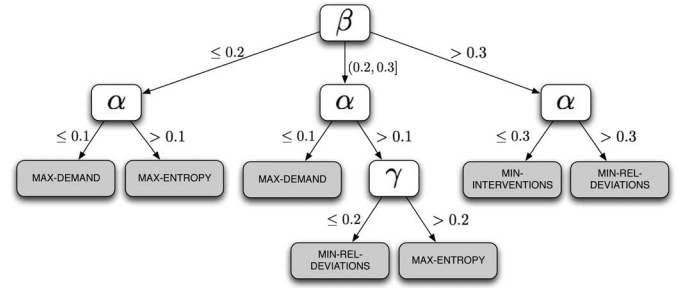 β
≤ 0.2
(0.2, 0.3]
> 0.3
α
α
α
≤ 0.1
> 0.1
≤ 0.1
> 0.1
≤ 0.3
> 0.3
MAX-DEMAND
MAX-ENTROPY
MAX-DEMAND
γ
MIN-
INTERVENTIONS
MIN-REL-
DEVIATIONS
≤ 0.2
> 0.2
MIN-REL-
DEVIATIONS
MAX-ENTROPY